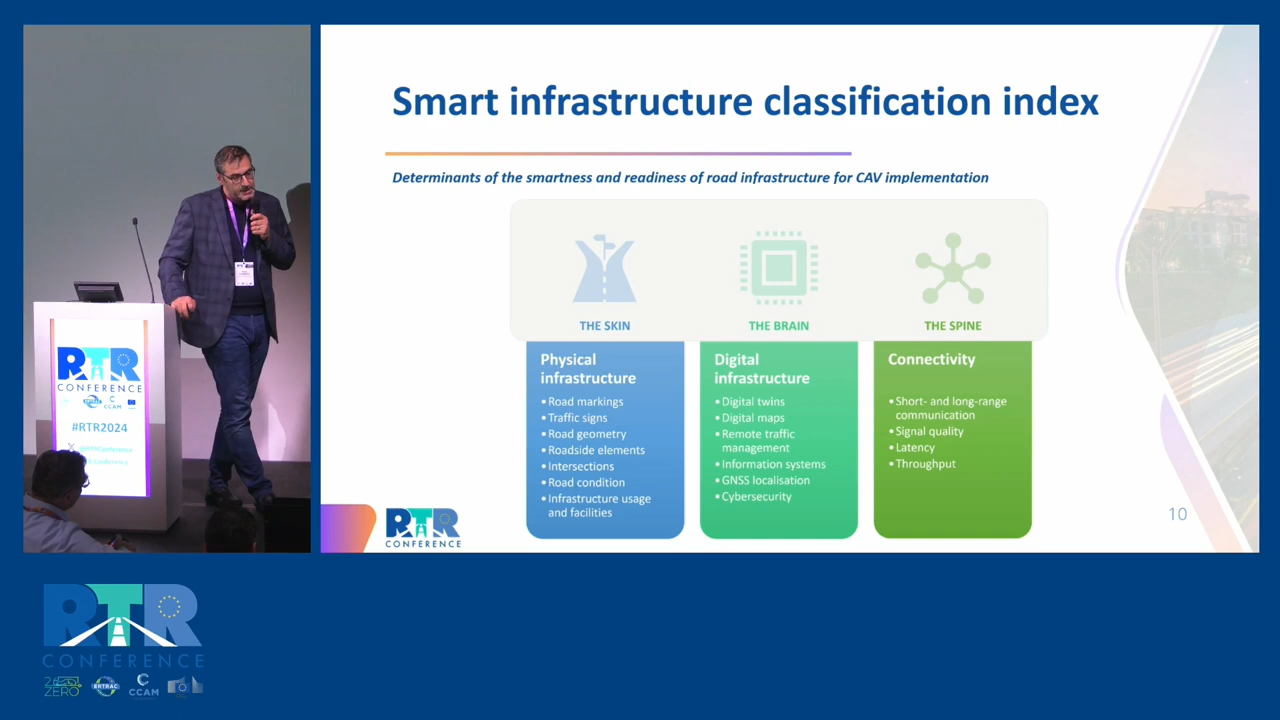 Smart infrastructure classification index
Determinants of the smartness and readiness of road infrastructure for CAV implementation
THE SKIN
THE BRAIN
THE SPINE
Physical
infrastructure
• Road markings
• Traffic signs
• Road geometry
• Roadside elements
• Intersections
• Road condition
• Infrastructure usage
and facilities
Digital
infrastructure
• Digital twins
• Digital maps
• Remote traffic
management
• Information systems
• GNSS localisation
• Cybersecurity
Connectivity
• Short- and long-range
communication
• Signal quality
• Latency
• Throughput
10
RTR
CONFERENCE
RTR
CONFERENCE
ERTRAC
CCAM
#RTR2024
RTR
CONFERENCE
2ZERO
ERTRAC
CCAM